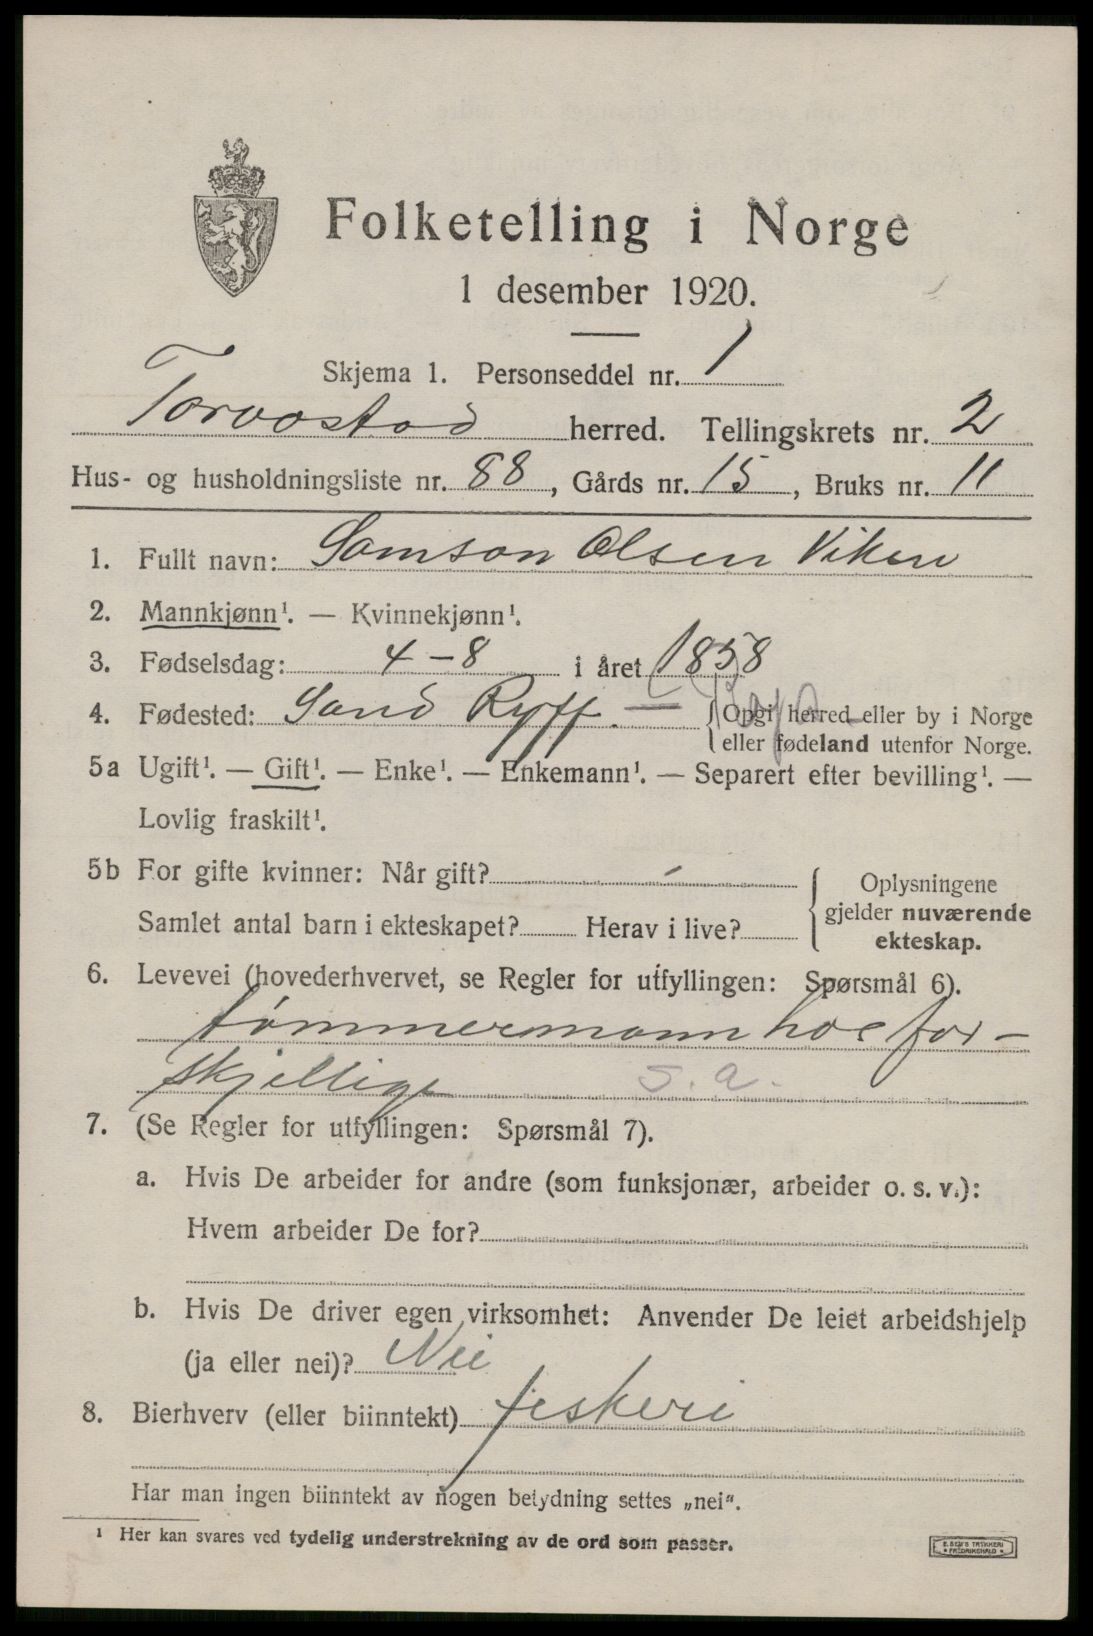 Folketelling i Norge
1 desember 1920.
Skjema 1. Personseddel nr. 1
Torvastad herred. Tellingskrets nr. 2
Hus- og husholdningsliste nr. 88, Gårds nr. 15, Bruks nr. 11
1. Fullt navn: Samson Olsen Viken
2. Mannkjønn¹. — Kvinnekjønn¹.
3. Fødselsdag: 4-8 i året 1858
4. Fødested: Sand Ryff. — {Opgi herred eller by i Norge
eller fødeland utenfor Norge.
5a Ugift¹. — Gift¹. — Enke¹. — Enkemann¹. — Separert efter bevilling¹. —
Lovlig fraskilt¹.
5b For gifte kvinner: Når gift? -
Samlet antal barn i ekteskapet? Herav i live?
{Oplysningene
gjelder nuværende
ekteskap.
6. Levevei (hovederhvervet, se Regler for utfyllingen: Spørsmål 6).
tømmermann hos for-
skjellige s.a.
7. (Se Regler for utfyllingen: Spørsmål 7).
a. Hvis De arbeider for andre (som funksjonær, arbeider o. s. v.):
Hvem arbeider De for?
b. Hvis De driver egen virksomhet: Anvender De leiet arbeidshjelp
(ja eller nei)? Nei
8. Bierhverv (eller biinntekt) fiskeri
Har man ingen biinntekt av nogen betydning settes „nei".
¹ Her kan svares ved tydelig understrekning av de ord som passer.
E. SEM'S TRYKKERI
* FREDRIKSHALD *